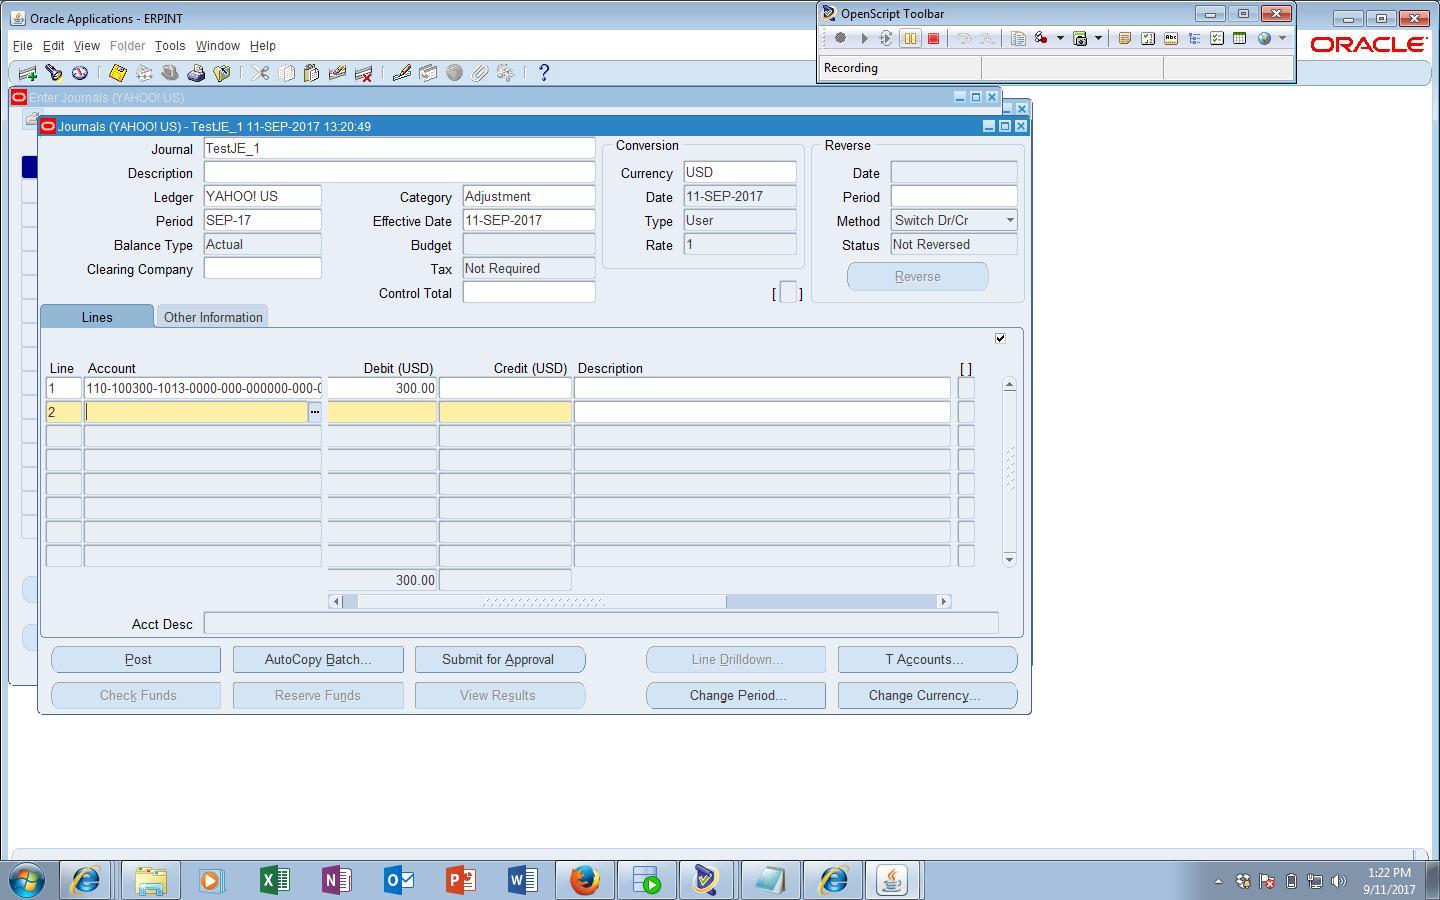 Oracle Applications - ERPINT
OpenScript Toolbar
File Edit View Folder Tools Window Help
ORACLE
Recording
Enter Journals (YAHOO! US)
Journals (YAHOO! US) - TestJE_1 11-SEP-2017 13:20:49
Journal TestJE_1
Description
Ledger YAHOO! US
Period SEP-17
Balance Type Actual
Clearing Company
Category Adjustment
Effective Date 11-SEP-2017
Budget
Tax Not Required
Control Total
Conversion
Currency USD
Date 11-SEP-2017
Type User
Rate 1
Reverse
Date
Period
Method Switch Dr/Cr
Status Not Reversed
Reverse
[ ]
Lines Other Information
Line Account Debit (USD) Credit (USD) Description [ ]
1 110-100300-1013-0000-000-000000-000-0 300.00
2
300.00
Acct Desc
Post AutoCopy Batch... Submit for Approval Line Drilldown... T Accounts...
Check Funds Reserve Funds View Results Change Period... Change Currency...
1:22 PM
9/11/2017